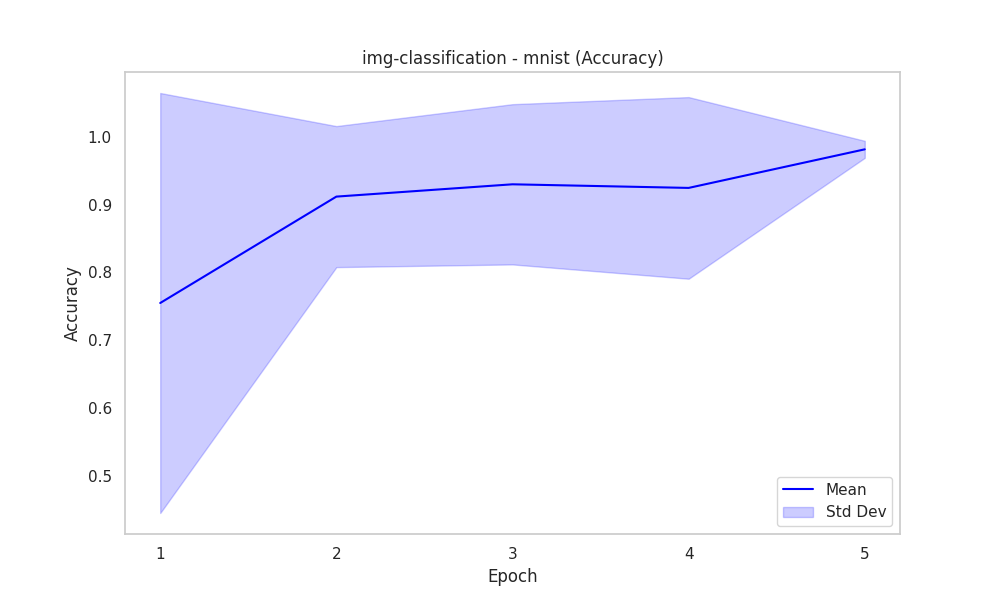 img-classification - mnist (Accuracy)
1.0
0.9
0.8
0.7
0.6
0.5
Accuracy
Mean
Std Dev
1 2 3 4 5
Epoch